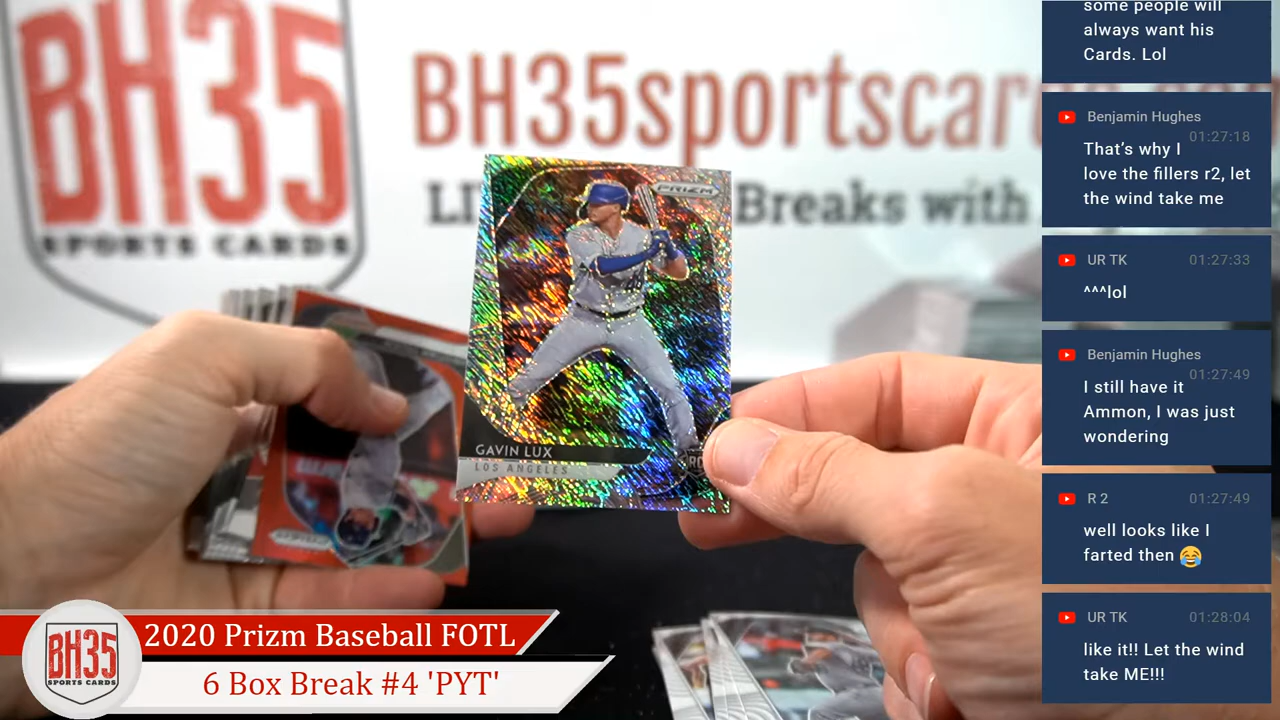 BH35
SPORTS CARDS
BH35sportscar
Breaks with
PRIZM
GAVIN LUX
LOS ANGELES
some people will
always want his
Cards. Lol
Benjamin Hughes
01:27:18
That’s why I
love the fillers r2, let
the wind take me
UR TK 01:27:33
^^^lol
Benjamin Hughes
01:27:49
I still have it
Ammon, I was just
wondering
R 2 01:27:49
well looks like I
farted then 😂
UR TK 01:28:04
like it!! Let the wind
take ME!!!
BH35
SPORTS CARDS
2020 Prizm Baseball FOTL
6 Box Break #4 'PYT'